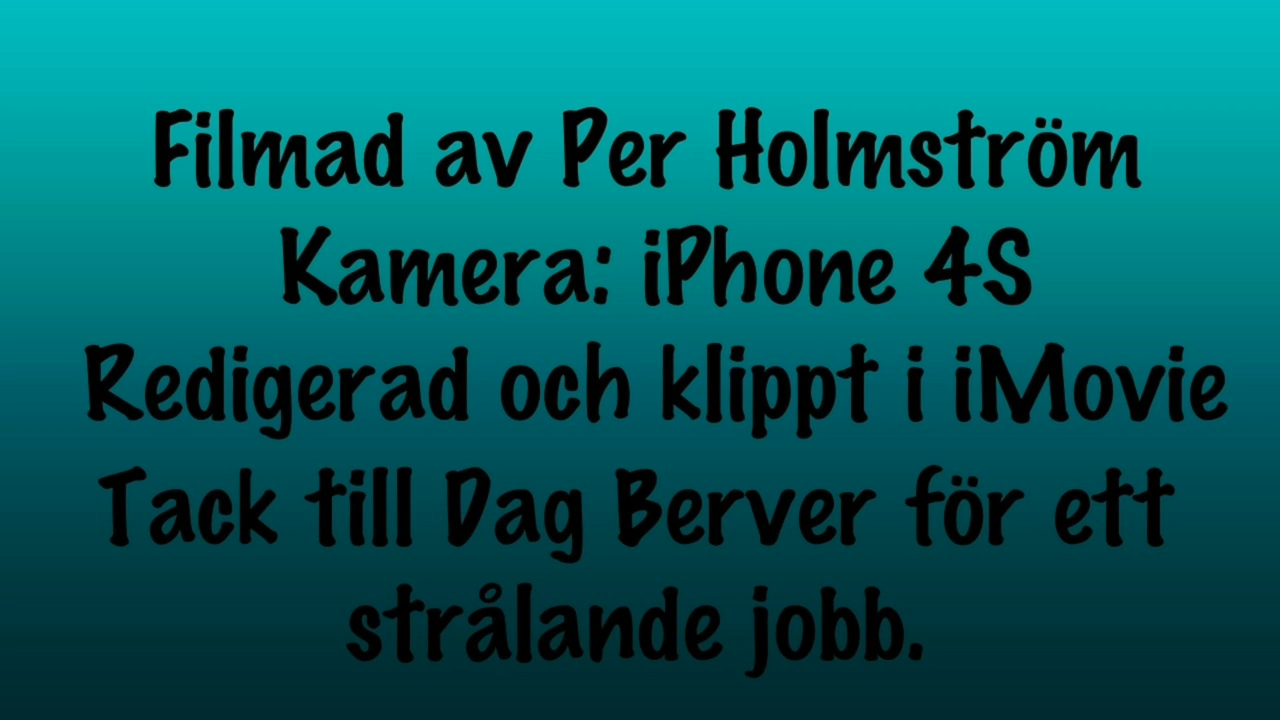 Filmad av Per Holmström
Kamera: iPhone 4S
Redigerad och klippt i iMovie
Tack till Dag Berver för ett
strålande jobb.